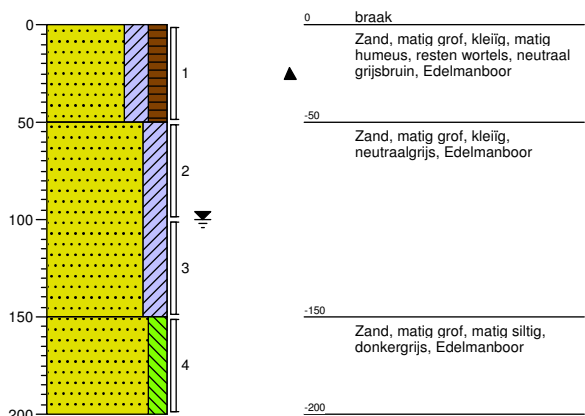 0
50
100
150
200
1
2
3
4
0
braak
Zand, matig grof, kleiïg, matig
humeus, resten wortels, neutraal
grijsbruin, Edelmanboor
-50
Zand, matig grof, kleiïg,
neutraalgrijs, Edelmanboor
-150
Zand, matig grof, matig siltig,
donkergrijs, Edelmanboor
-200